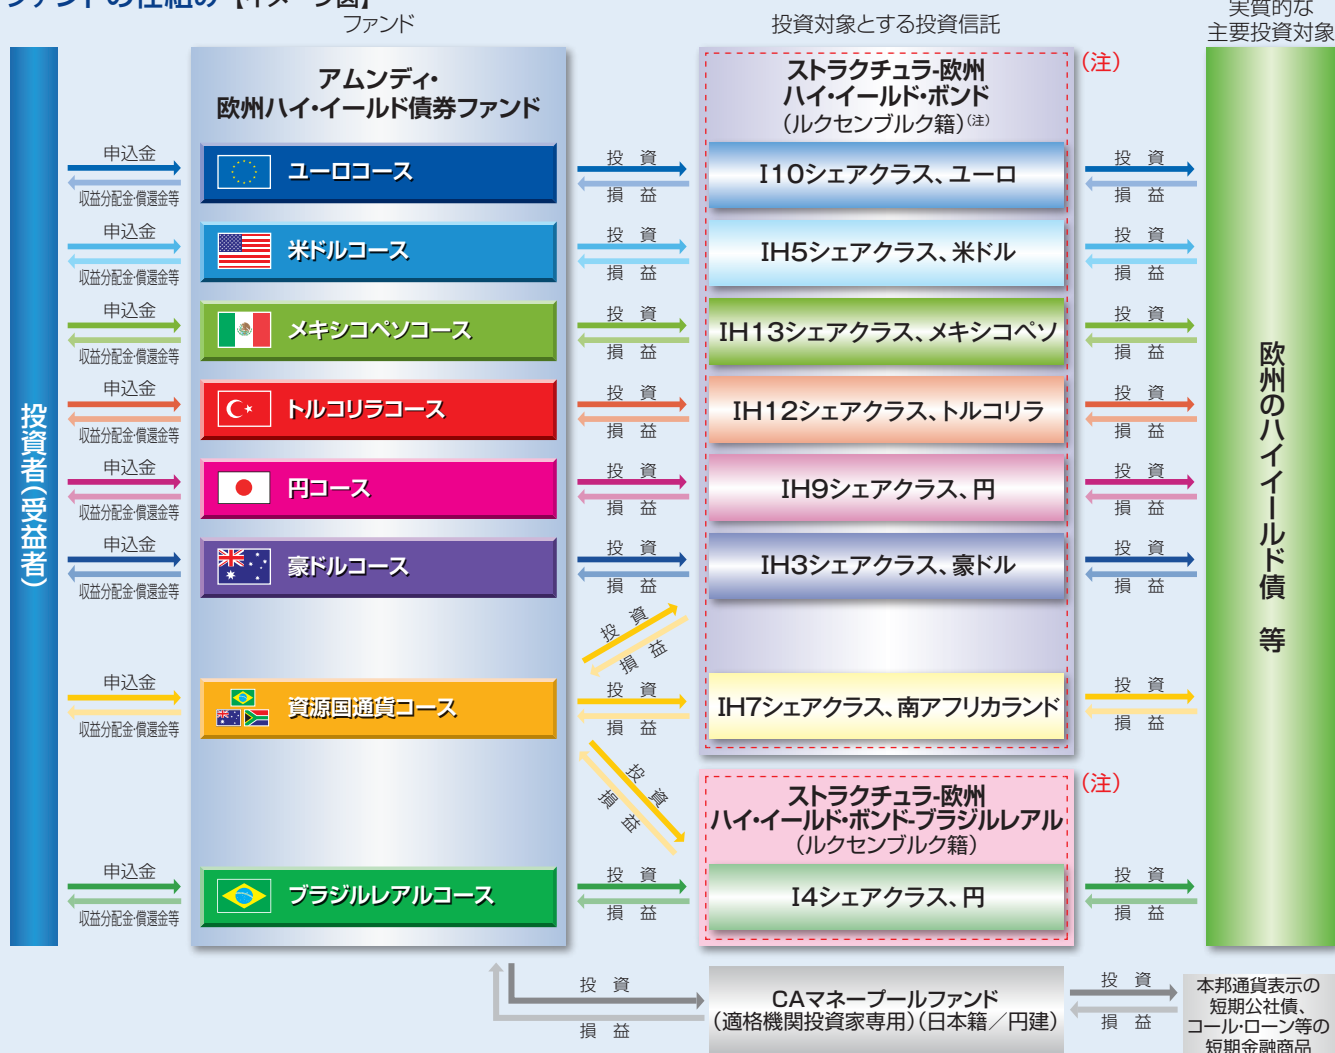 ファンドの仕組み【イメージ図】
ファンド
投資対象とする投資信託
実質的な
主要投資対象
投資者(受益者)
アムンディ・
欧州ハイ・イールド債券ファンド
ストラクチュラ-欧州
ハイ・イールド・ボンド
(ルクセンブルク籍)(注)
(注)
申込金
収益分配金・償還金等
ユーロコース
投 資
損 益
I10シェアクラス、ユーロ
投 資
損 益
申込金
収益分配金・償還金等
米ドルコース
投 資
損 益
IH5シェアクラス、米ドル
投 資
損 益
申込金
収益分配金・償還金等
メキシコペソコース
投 資
損 益
IH13シェアクラス、メキシコペソ
投 資
損 益
申込金
収益分配金・償還金等
トルコリラコース
投 資
損 益
IH12シェアクラス、トルコリラ
投 資
損 益
申込金
収益分配金・償還金等
円コース
投 資
損 益
IH9シェアクラス、円
投 資
損 益
申込金
収益分配金・償還金等
豪ドルコース
投 資
損 益
IH3シェアクラス、豪ドル
投 資
損 益
投 資
損 益
申込金
収益分配金・償還金等
資源国通貨コース
投 資
損 益
IH7シェアクラス、南アフリカランド
投 資
損 益
投 資
損 益
ストラクチュラ-欧州
ハイ・イールド・ボンド-ブラジルレアル
(ルクセンブルク籍)
(注)
申込金
収益分配金・償還金等
ブラジルレアルコース
投 資
損 益
I4シェアクラス、円
投 資
損 益
欧州のハイイールド債 等
投 資
損 益
CAマネープールファンド
(適格機関投資家専用)(日本籍/円建)
投 資
損 益
本邦通貨表示の
短期公社債、
コール・ローン等の
短期金融商品